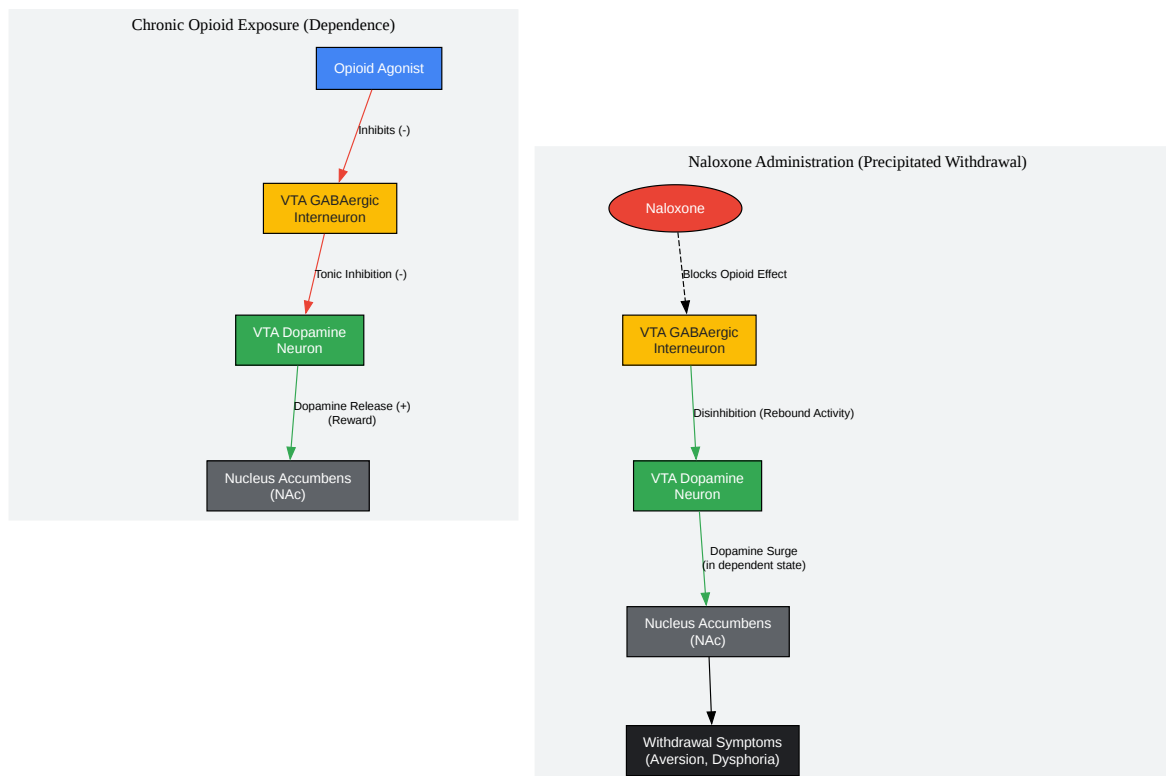 Chronic Opioid Exposure (Dependence)
Opioid Agonist
Inhibits (-)
VTA GABAergic
Interneuron
Tonic Inhibition (-)
VTA Dopamine
Neuron
Dopamine Release (+)
(Reward)
Nucleus Accumbens
(NAc)
Naloxone Administration (Precipitated Withdrawal)
Naloxone
Blocks Opioid Effect
VTA GABAergic
Interneuron
Disinhibition (Rebound Activity)
VTA Dopamine
Neuron
Dopamine Surge
(in dependent state)
Nucleus Accumbens
(NAc)
Withdrawal Symptoms
(Aversion, Dysphoria)